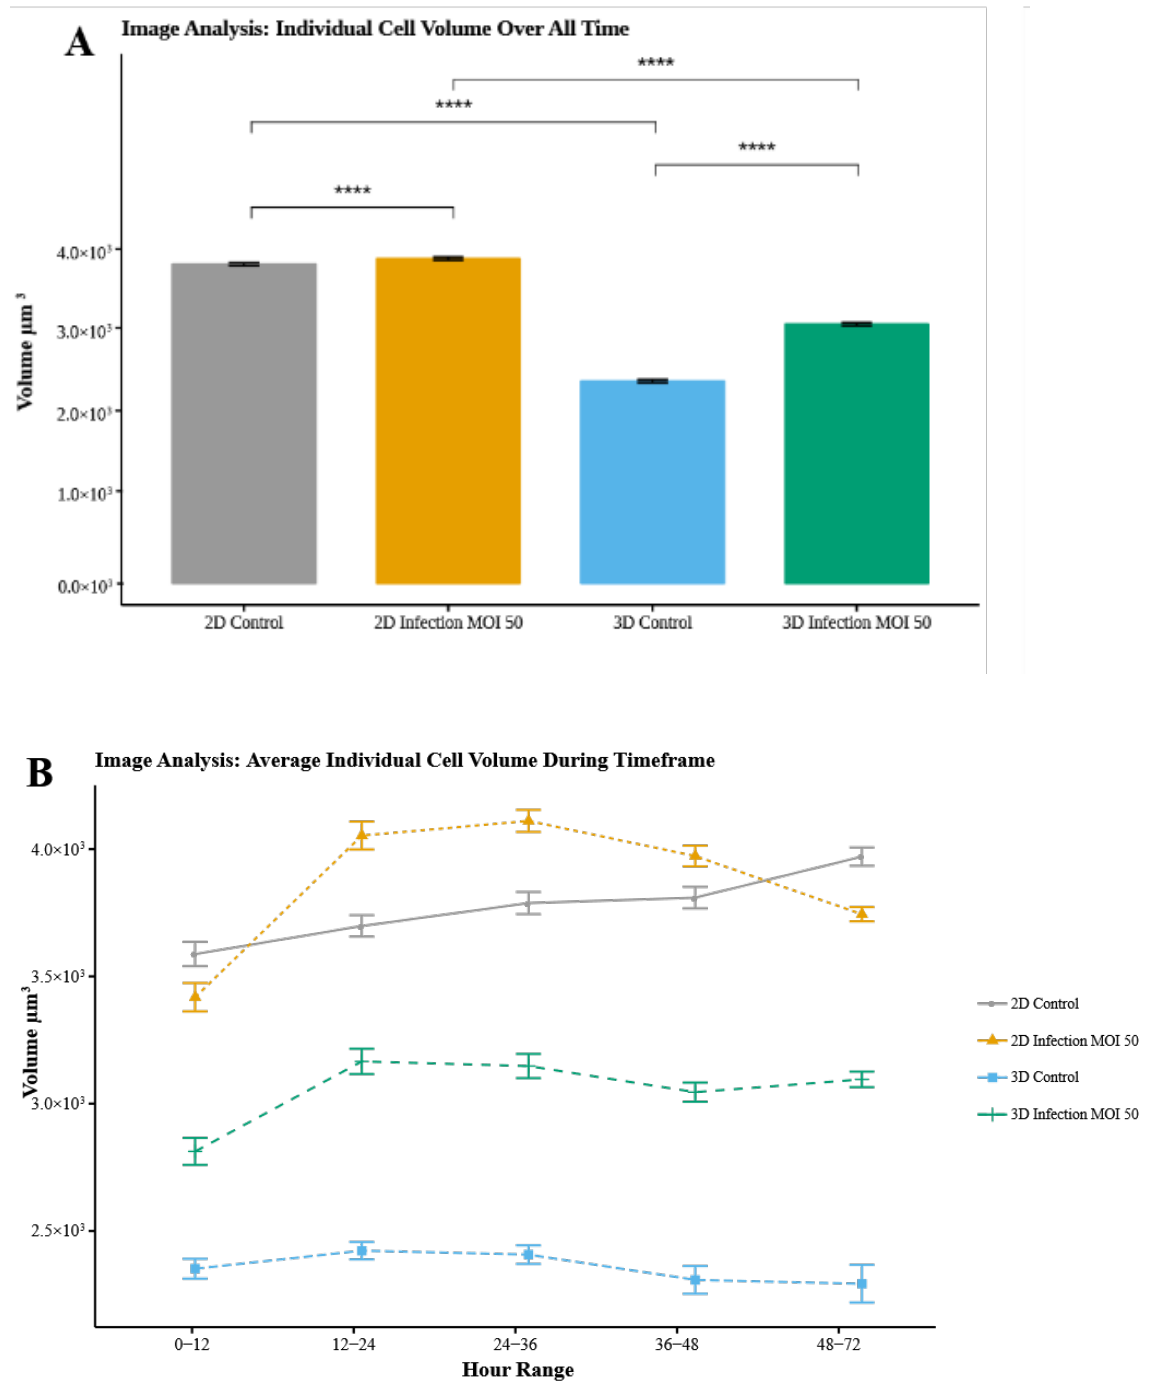 A
Image Analysis: Individual Cell Volume Over All Time
****
****
****
****
4.0×10³
3.0×10³
2.0×10³
1.0×10³
0.0×10³
Volume µm ³
2D Control
2D Infection MOI 50
3D Control
3D Infection MOI 50
B
Image Analysis: Average Individual Cell Volume During Timeframe
4.0×10³
3.5×10³
3.0×10³
2.5×10³
Volume µm³
0−12
12−24
24−36
36−48
48−72
Hour Range
2D Control
2D Infection MOI 50
3D Control
3D Infection MOI 50